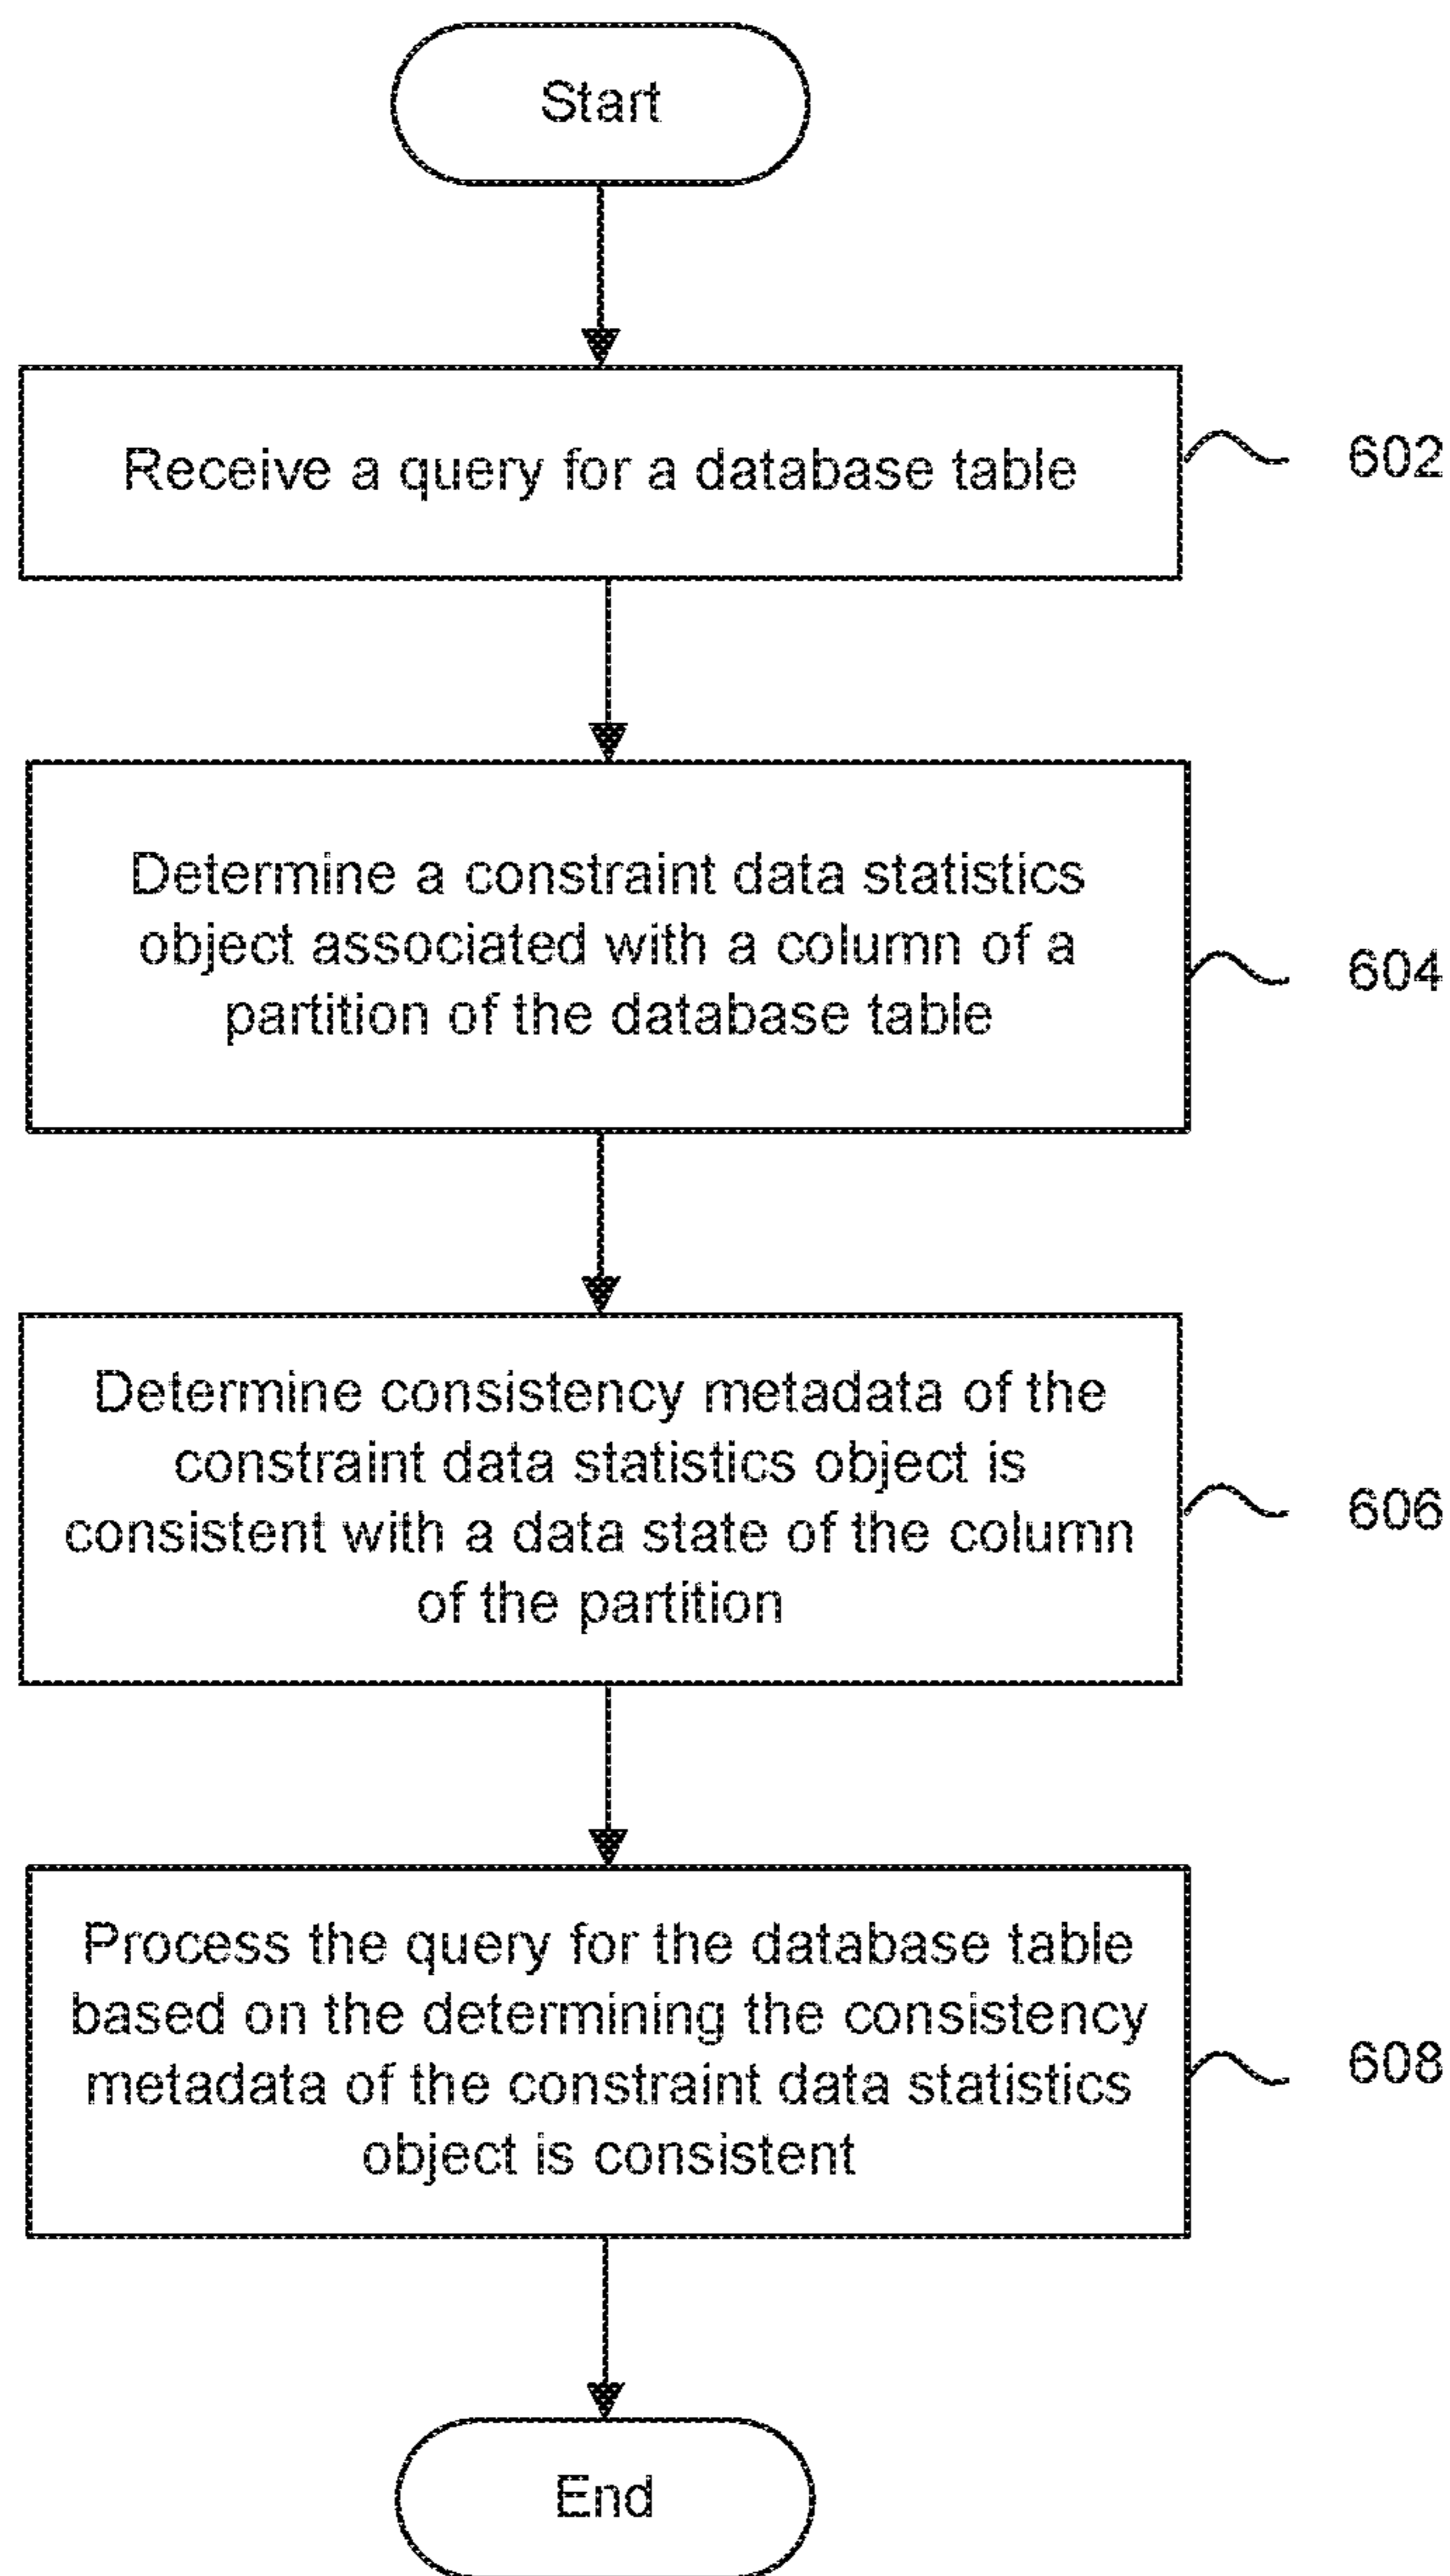 Start
Receive a query for a database table
602
Determine a constraint data statistics
object associated with a column of a
partition of the database table
604
Determine consistency metadata of the
constraint data statistics object is
consistent with a data state of the column
of the partition
606
Process the query for the database table
based on the determining the consistency
metadata of the constraint data statistics
object is consistent
608
End